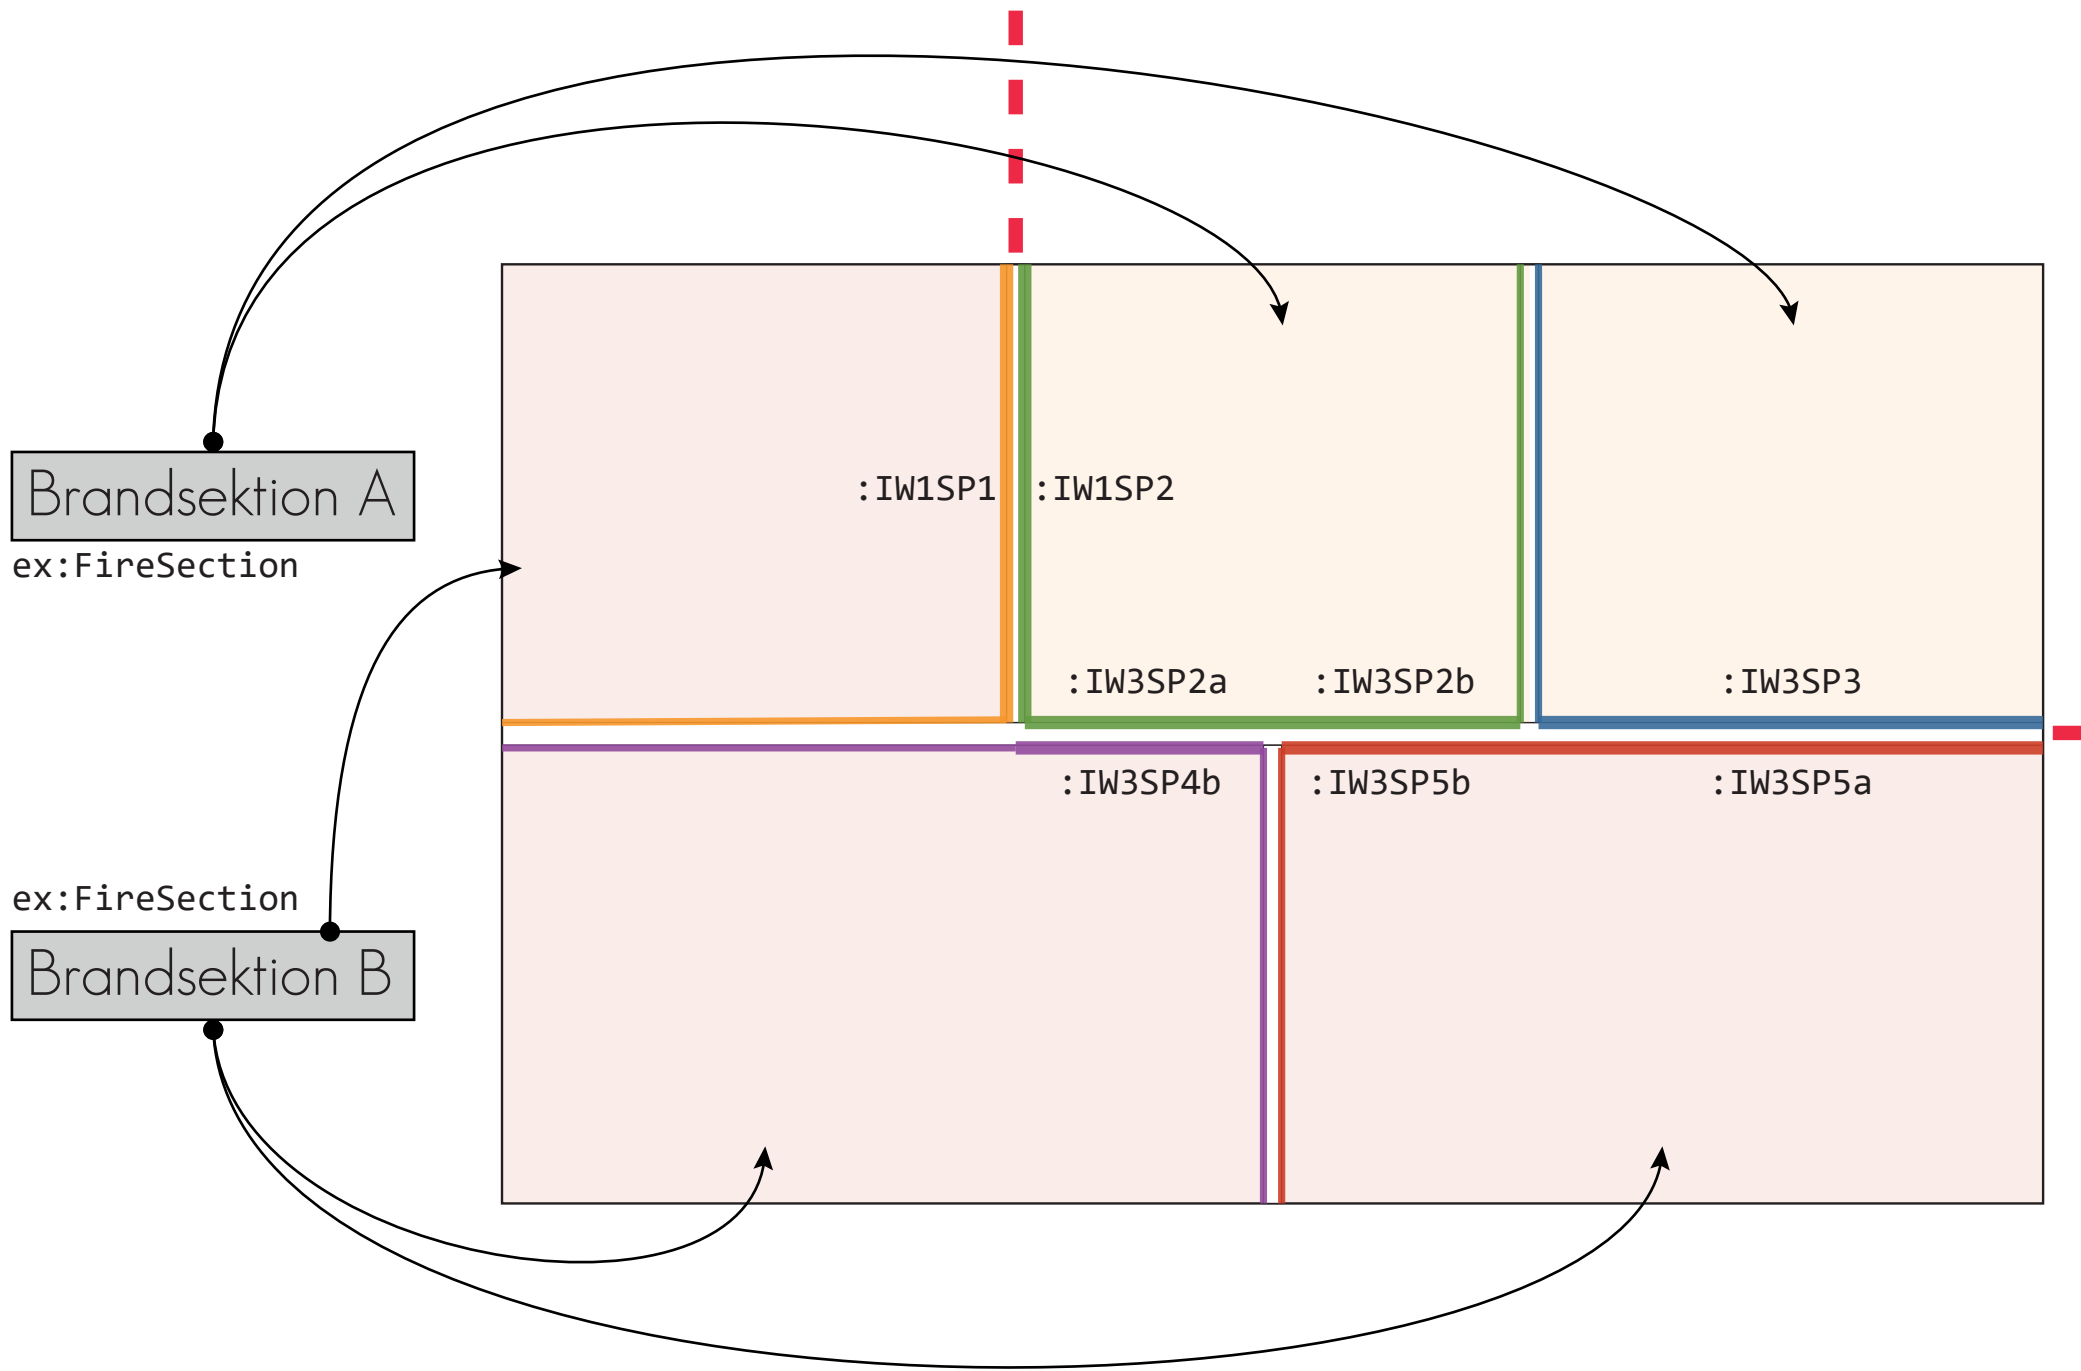 Brandsektion A
ex:FireSection
:IW1SP1
:IW1SP2
:IW3SP2a
:IW3SP2b
:IW3SP3
:IW3SP4b
:IW3SP5b
:IW3SP5a
ex:FireSection
Brandsektion B